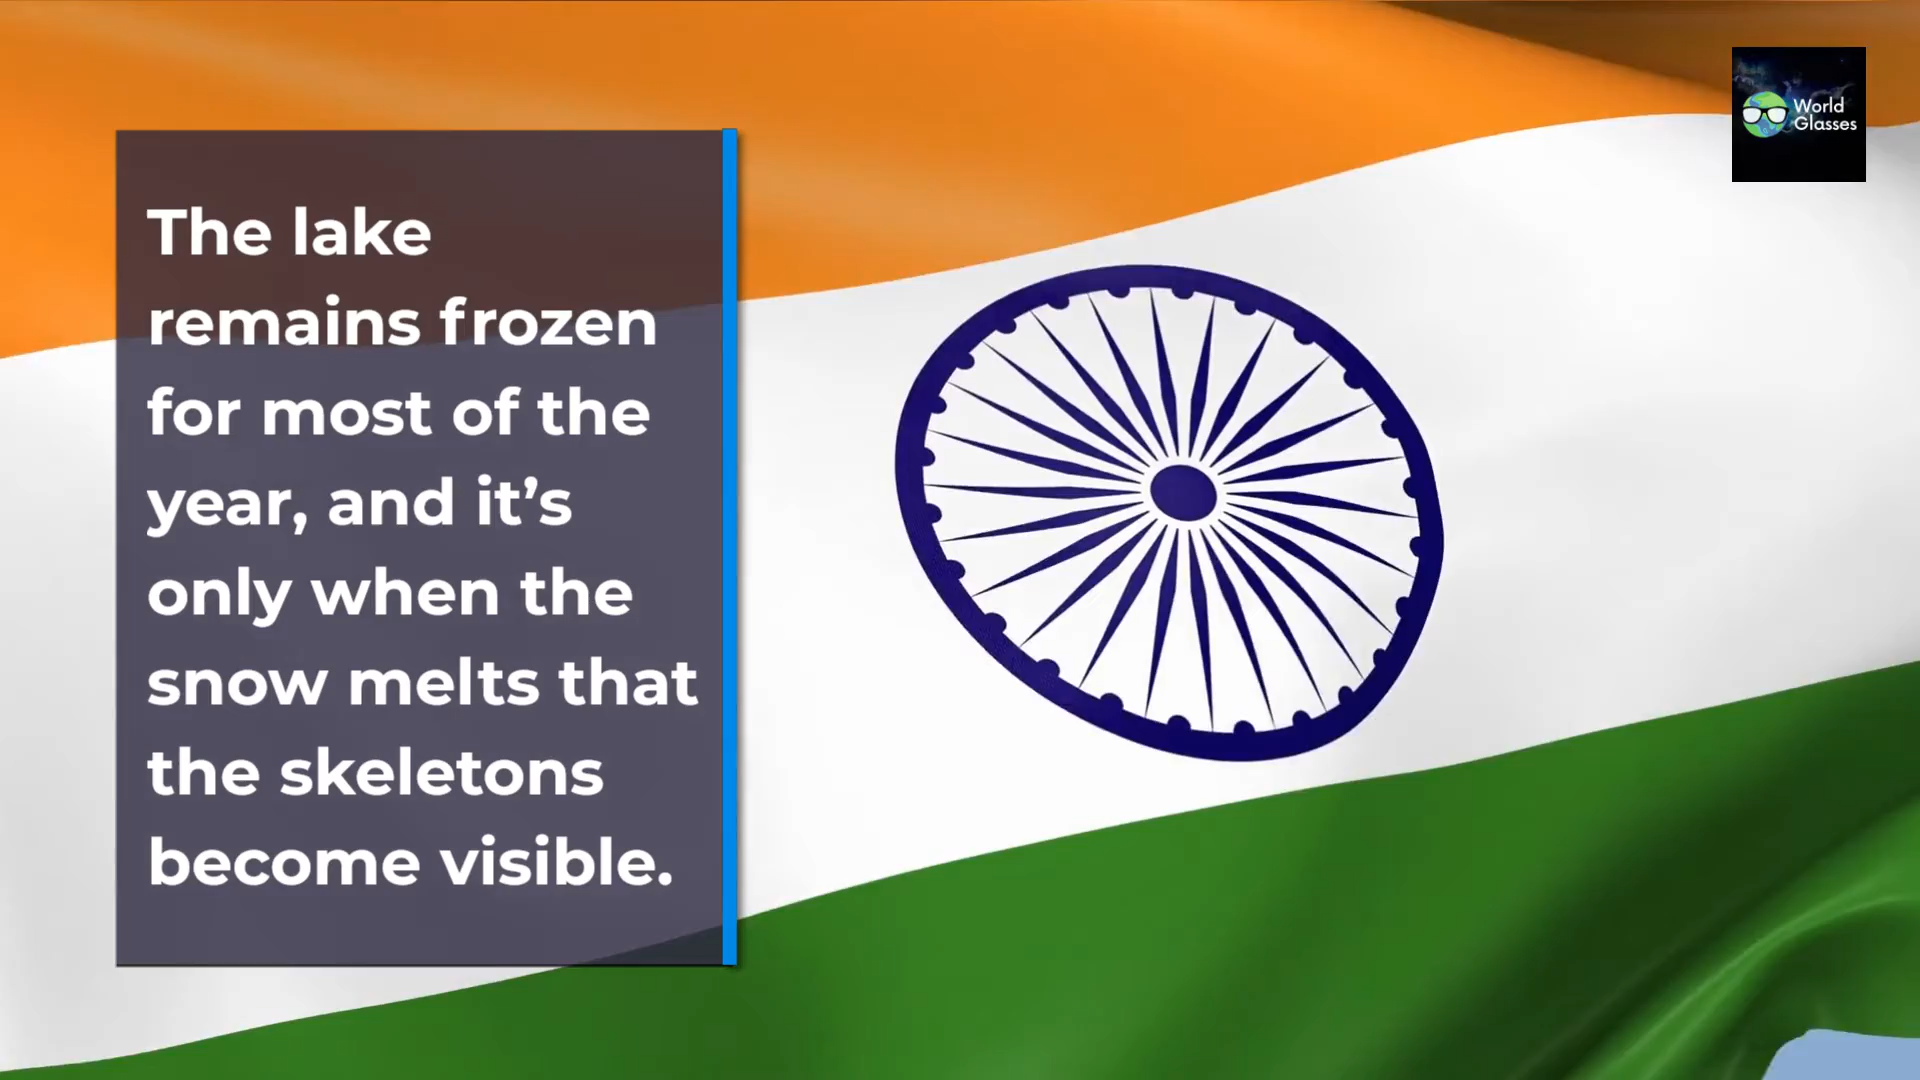 The lake
remains frozen
for most of the
year, and it’s
only when the
snow melts that
the skeletons
become visible.
World
Glasses